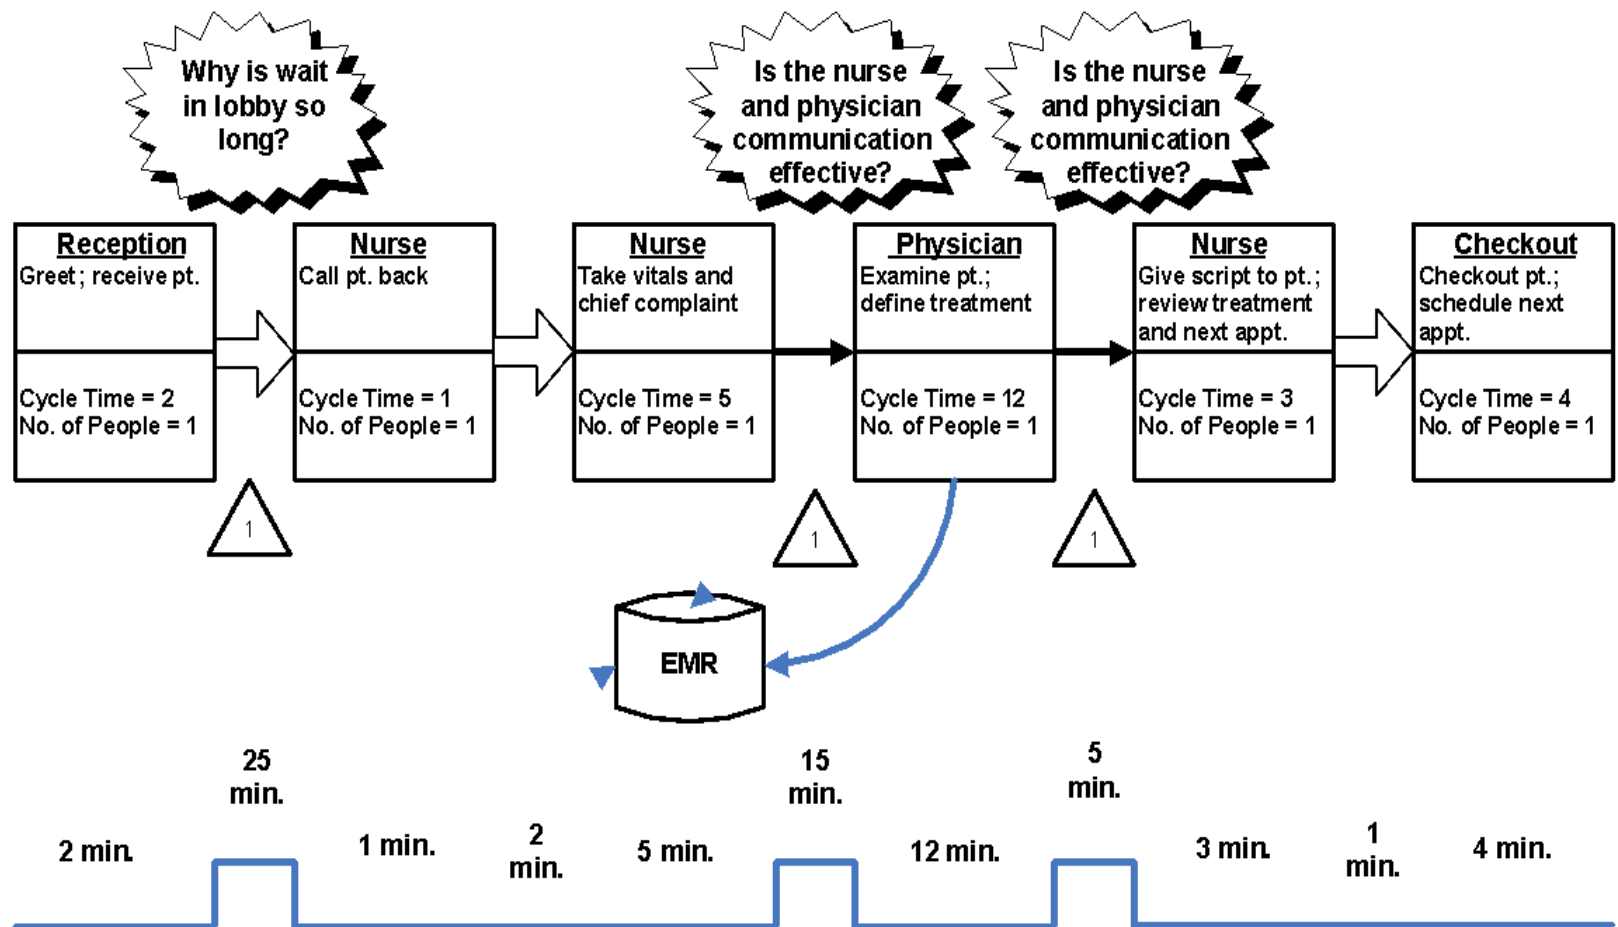 Why is wait
in lobby so
long?
Is the nurse
and physician
communication
effective?
Is the nurse
and physician
communication
effective?
Reception
Greet; receive pt.
Cycle Time = 2
No. of People = 1
Nurse
Call pt. back
Cycle Time = 1
No. of People = 1
Nurse
Take vitals and
chief complaint
Cycle Time = 5
No. of People = 1
Physician
Examine pt.;
define treatment
Cycle Time = 12
No. of People = 1
Nurse
Give script to pt.;
review treatment
and next appt.
Cycle Time = 3
No. of People = 1
Checkout
Checkout pt.;
schedule next
appt.
Cycle Time = 4
No. of People = 1
1
1
1
EMR
2 min.
25
min.
1 min.
2
min.
5 min.
15
min.
12 min.
5
min.
3 min.
1
min.
4 min.